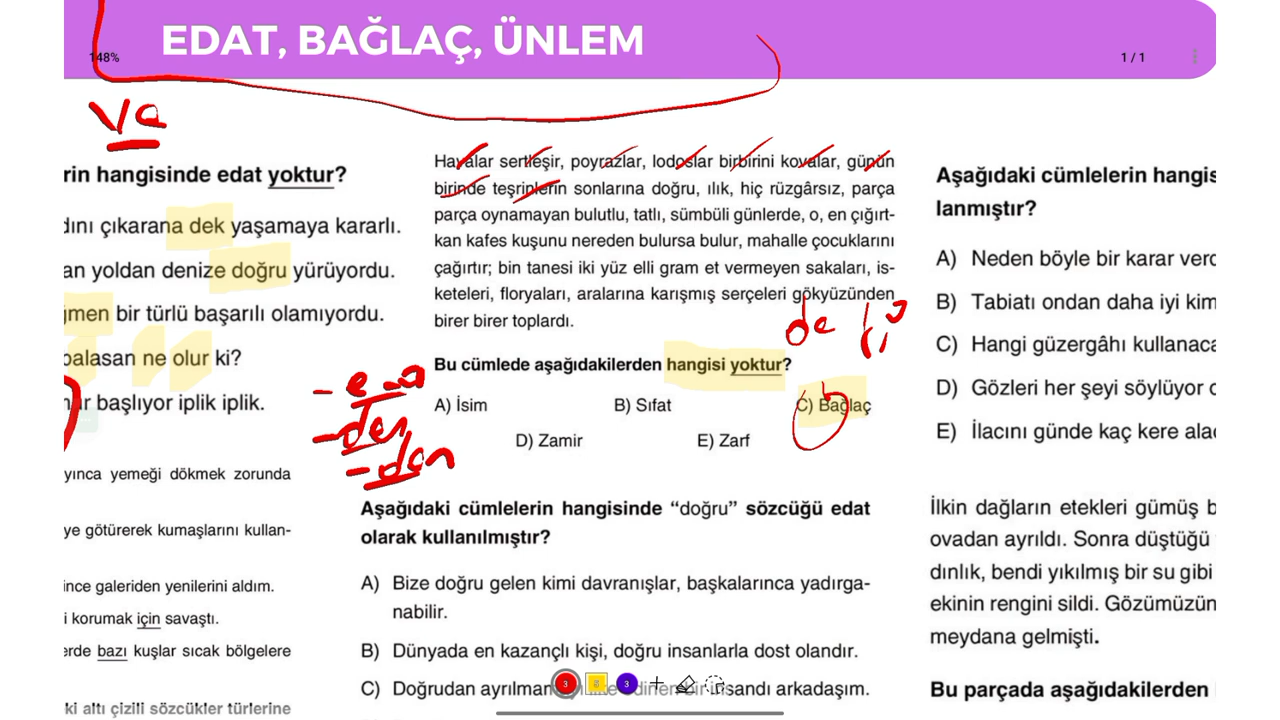 EDAT, BAĞLAÇ, ÜNLEM
148%
1 / 1
va
rin hangisinde edat yoktur?
dını çıkarana dek yaşamaya kararlı.
an yoldan denize doğru yürüyordu.
ğmen bir türlü başarılı olamıyordu.
balasan ne olur ki?
başlıyor iplik iplik.
yınca yemeği dökmek zorunda
ye götürerek kumaşlarını kullan-
ince galeriden yenilerini aldım.
i korumak için savaştı.
erde bazı kuşlar sıcak bölgelere
ki altı çizili sözcükler türlerine
Havalar sertleşir, poyrazlar, lodoslar birbirini kovalar, günün
birinde teşrinlerin sonlarına doğru, ılık, hiç rüzgârsız, parça
parça oynamayan bulutlu, tatlı, sümbüli günlerde, o, en çığırt-
kan kafes kuşunu nereden bulursa bulur, mahalle çocuklarını
çağırtır; bin tanesi iki yüz elli gram et vermeyen sakaları, is-
keteleri, floryaları, aralarına karışmış serçeleri gökyüzünden
birer birer toplardı.
de
Bu cümlede aşağıdakilerden hangisi yoktur?
A) İsim B) Sıfat C) Bağlaç
D) Zamir E) Zarf
-e -a
-den
-dan
Aşağıdaki cümlelerin hangisinde “doğru” sözcüğü edat
olarak kullanılmıştır?
A) Bize doğru gelen kimi davranışlar, başkalarınca yadırga-
nabilir.
B) Dünyada en kazançlı kişi, doğru insanlarla dost olandır.
C) Doğrudan ayrılman edinen bir insandı arkadaşım.
3 5 3
Aşağıdaki cümlelerin hangis
lanmıştır?
A) Neden böyle bir karar verd
B) Tabiatı ondan daha iyi kim
C) Hangi güzergâhı kullanaca
D) Gözleri her şeyi söylüyor
E) İlacını günde kaç kere ala
İlkin dağların etekleri gümüş b
ovadan ayrıldı. Sonra düştüğü
dınlık, bendi yıkılmış bir su gibi
ekinin rengini sildi. Gözümüzün
meydana gelmişti.
Bu parçada aşağıdakilerden